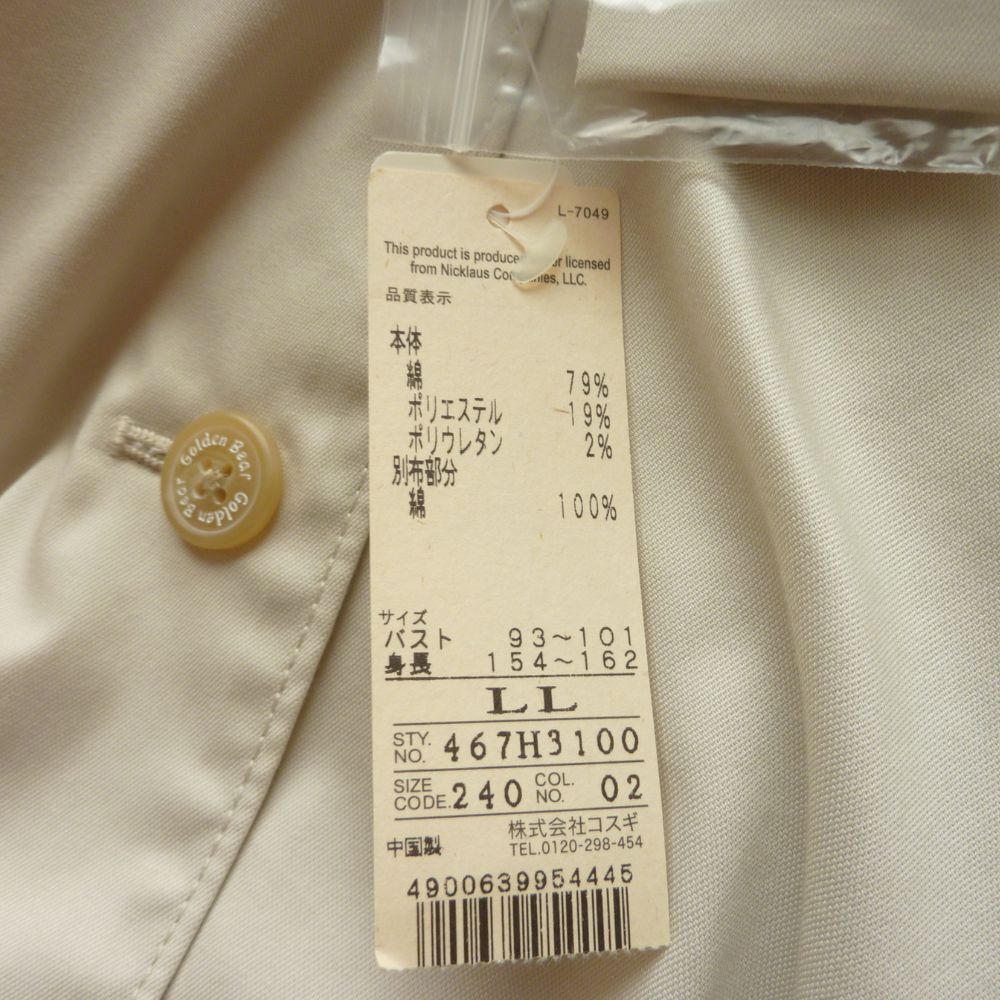 L-7049
This product is produce or licensed
from Nicklaus Companies, LLC.
品質表示
本体
綿 79%
ポリエステル 19%
ポリウレタン 2%
別布部分
綿 100%
サイズ
バスト 93～101
身長 154～162
LL
STY. NO. 467H3100
SIZE CODE. 240 COL. NO. 02
株式会社コスギ
中国製 TEL.0120-298-454
4900639954445
Golden Bear Golden Bear